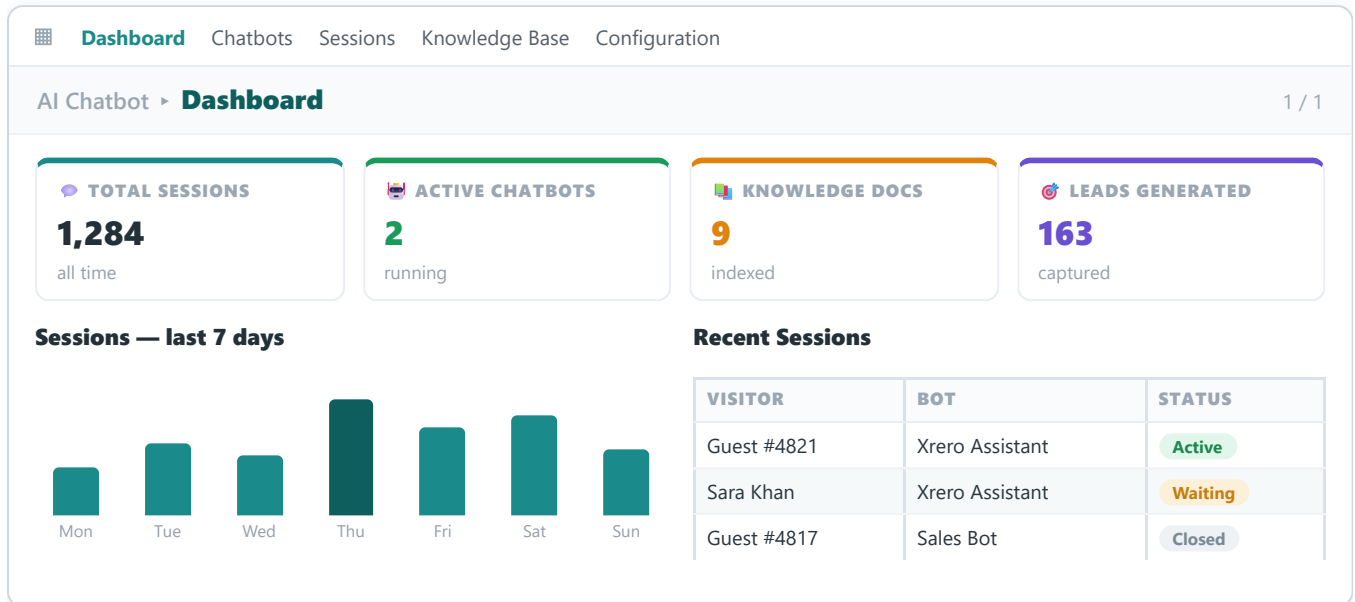 Dashboard Chatbots Sessions Knowledge Base Configuration
AI Chatbot ▸ Dashboard 1 / 1
TOTAL SESSIONS
1,284
all time
ACTIVE CHATBOTS
2
running
KNOWLEDGE DOCS
9
indexed
LEADS GENERATED
163
captured
Sessions — last 7 days
Mon Tue Wed Thu Fri Sat Sun
Recent Sessions
VISITOR BOT STATUS
Guest #4821 Xrero Assistant Active
Sara Khan Xrero Assistant Waiting
Guest #4817 Sales Bot Closed